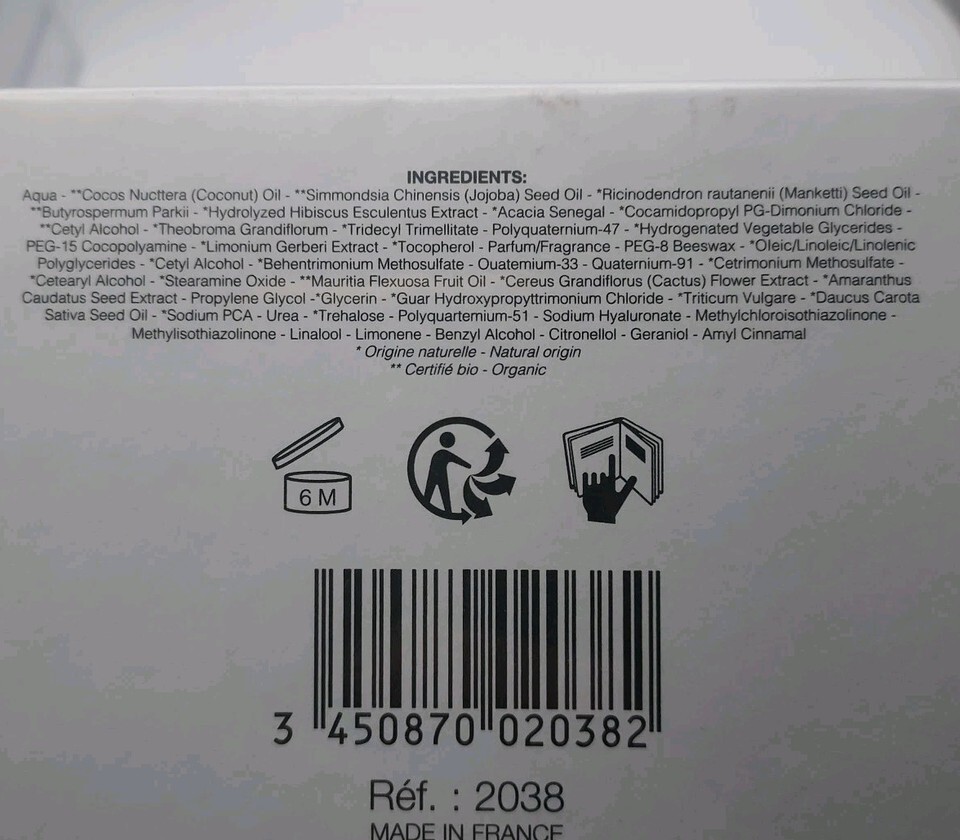 INGREDIENTS:
Aqua - **Cocos Nucttera (Coconut) Oil - **Simmondsia Chinensis (Jojoba) Seed Oil - *Ricinodendron rautanenii (Manketti) Seed Oil -
**Butyrospermum Parkii - *Hydrolyzed Hibiscus Esculentus Extract - *Acacia Senegal - *Cocamidopropyl PG-Dimonium Chloride -
**Cetyl Alcohol - *Theobroma Grandiflorum - *Tridecyl Trimellitate - Polyquaternium-47 - *Hydrogenated Vegetable Glycerides -
PEG-15 Cocopolyamine - *Limonium Gerberi Extract - *Tocopherol - Parfum/Fragrance - PEG-8 Beeswax - *Oleic/Linoleic/Linolenic
Polyglycerides - *Cetyl Alcohol - *Behentrimonium Methosulfate - Ouatemium-33 - Quaternium-91 - *Cetrimonium Methosulfate -
*Cetearyl Alcohol - *Stearamine Oxide - **Mauritia Flexuosa Fruit Oil - *Cereus Grandiflorus (Cactus) Flower Extract - *Amaranthus
Caudatus Seed Extract - Propylene Glycol -*Glycerin - *Guar Hydroxypropyttrimonium Chloride - *Triticum Vulgare - *Daucus Carota
Sativa Seed Oil - *Sodium PCA - Urea - *Trehalose - Polyquartemium-51 - Sodium Hyaluronate - Methylchloroisothiazolinone -
Methylisothiazolinone - Linalool - Limonene - Benzyl Alcohol - Citronellol - Geraniol - Amyl Cinnamal
* Origine naturelle - Natural origin
** Certifié bio - Organic
6 M
3 450870 020382
Réf. : 2038
MADE IN FRANCE